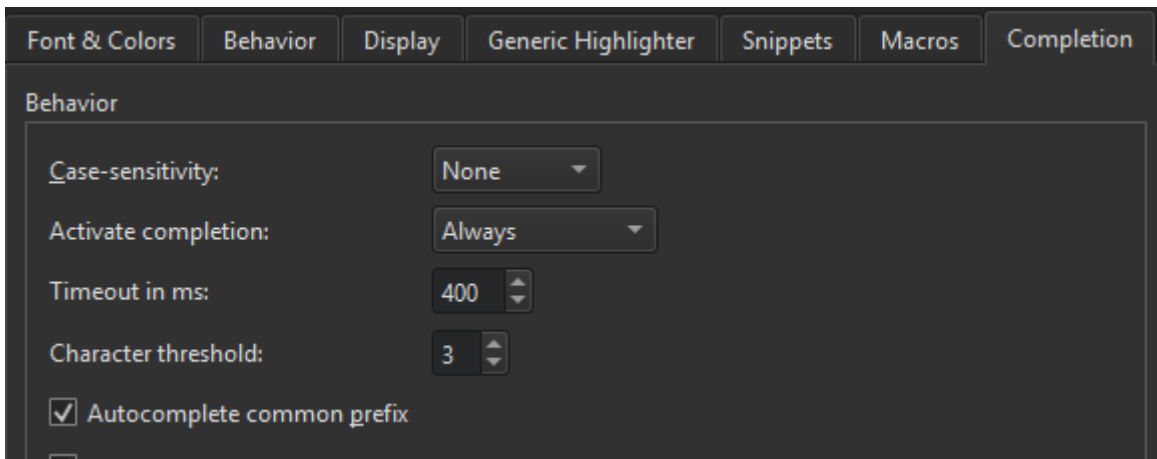 Font & Colors Behavior Display Generic Highlighter Snippets Macros Completion
Behavior
Case-sensitivity: None
Activate completion: Always
Timeout in ms: 400
Character threshold: 3
Autocomplete common prefix